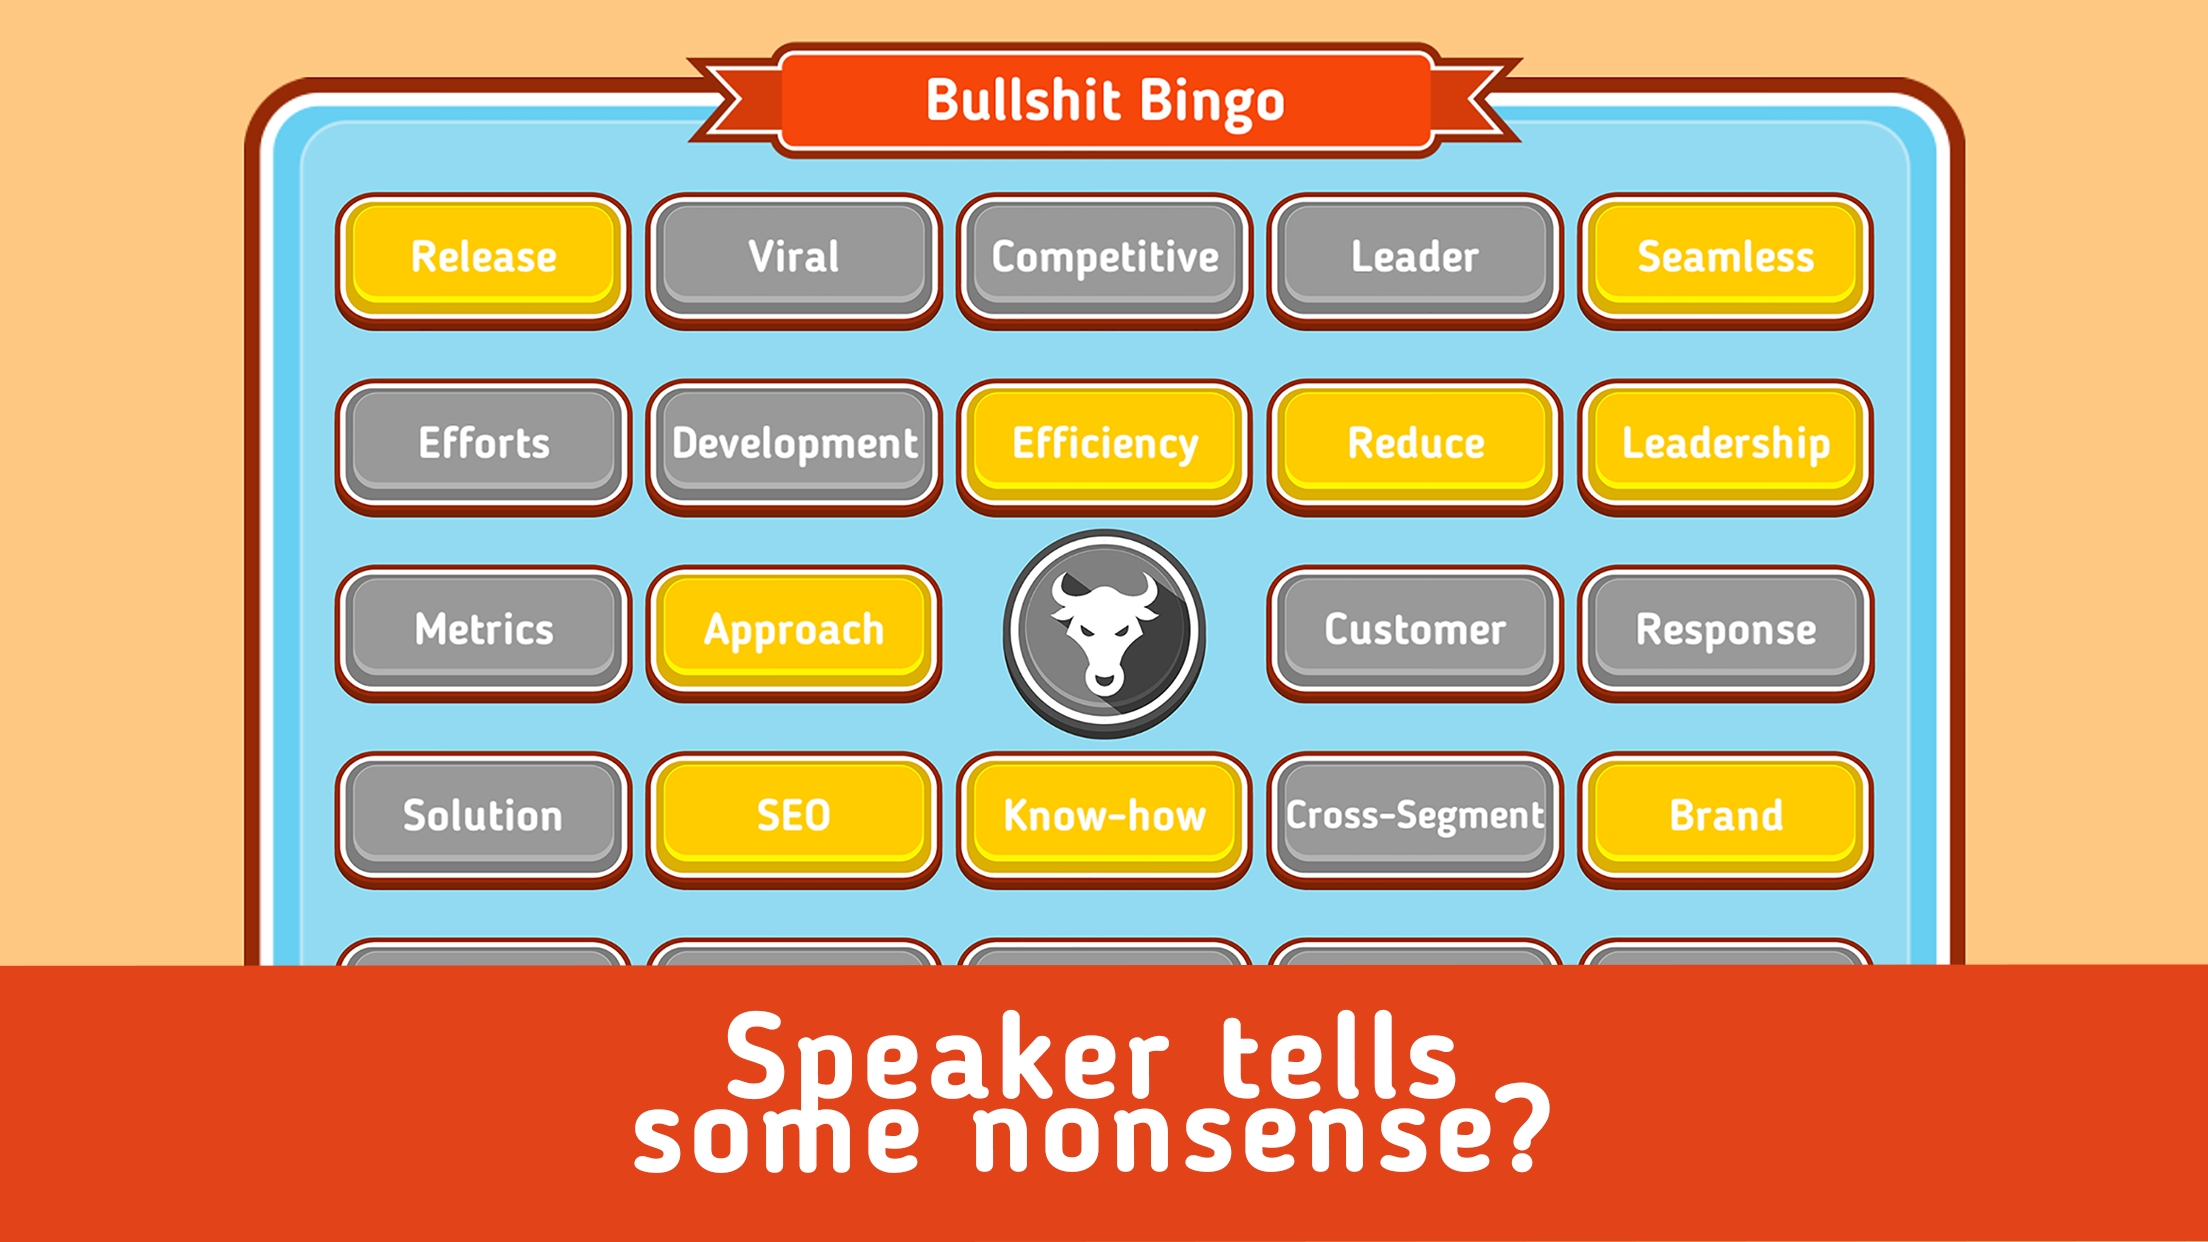 Bullshit Bingo
Release Viral Competitive Leader Seamless
Efforts Development Efficiency Reduce Leadership
Metrics Approach Customer Response
Solution SEO Know-how Cross-Segment Brand
Speaker tells
some nonsense?